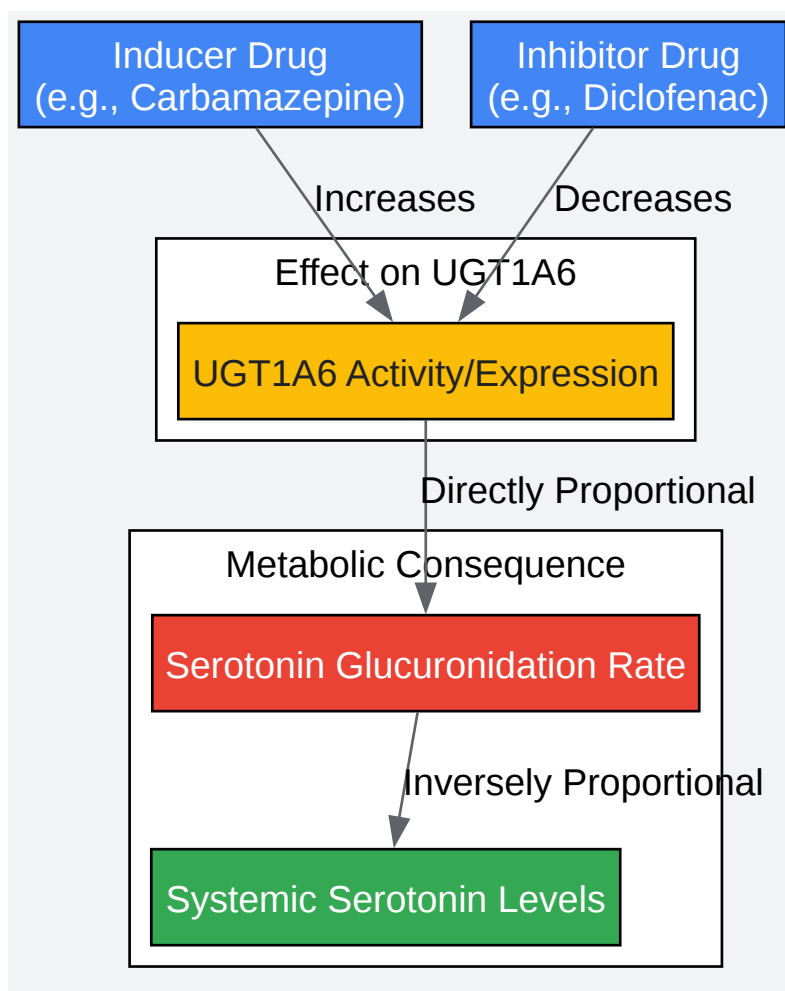 Inducer Drug
(e.g., Carbamazepine)
Inhibitor Drug
(e.g., Diclofenac)
Increases
Decreases
Effect on UGT1A6
UGT1A6 Activity/Expression
Directly Proportional
Metabolic Consequence
Serotonin Glucuronidation Rate
Inversely Proportional
Systemic Serotonin Levels